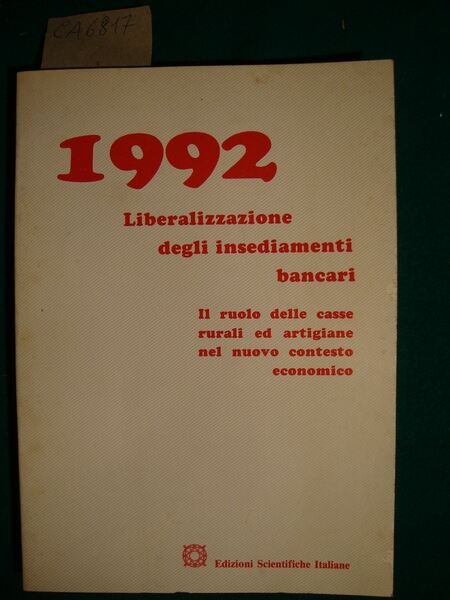 CA6817
1992
Liberalizzazione
degli insediamenti
bancari
Il ruolo delle casse
rurali ed artigiane
nel nuovo contesto
economico
Edizioni Scientifiche Italiane